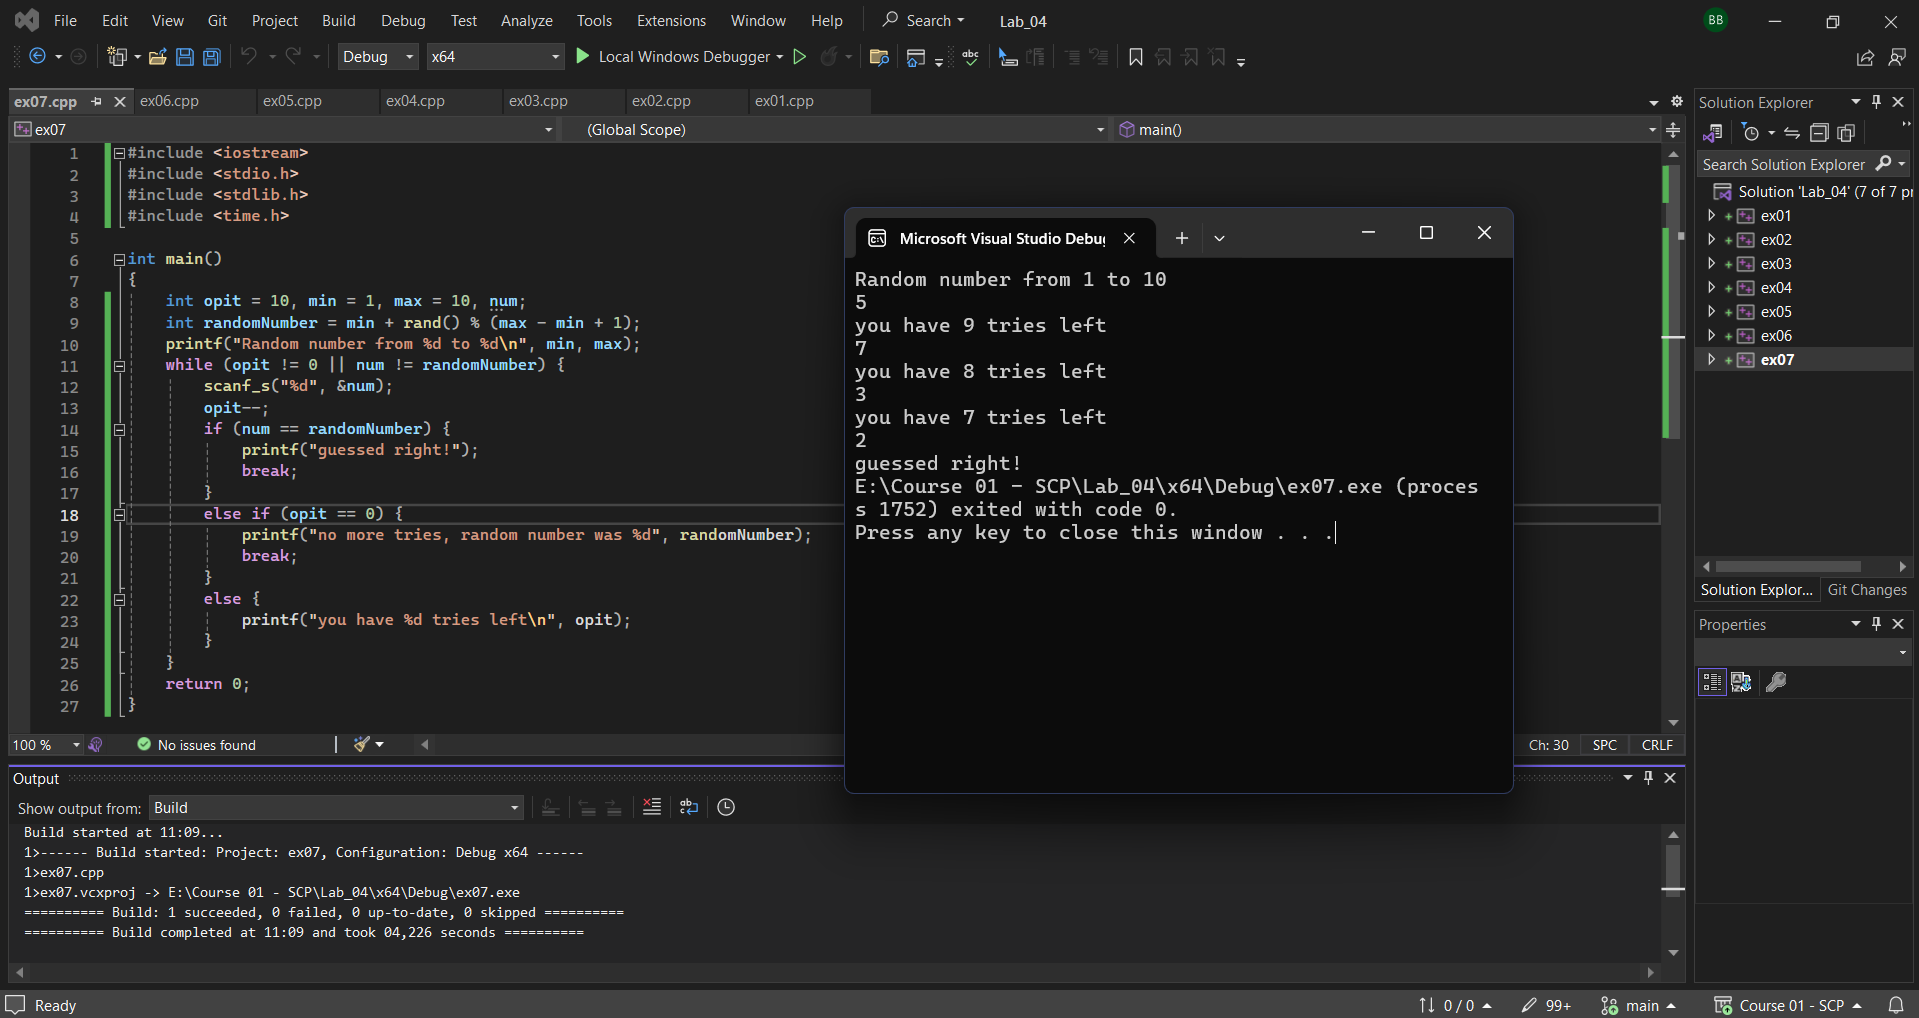 File Edit View Git Project Build Debug Test Analyze Tools Extensions Window Help Search Lab_04 BB
Debug x64 Local Windows Debugger
ex07.cpp ex06.cpp ex05.cpp ex04.cpp ex03.cpp ex02.cpp ex01.cpp
ex07 (Global Scope) main()
1 #include <iostream>
2 #include <stdio.h>
3 #include <stdlib.h>
4 #include <time.h>
5
6 int main()
7 {
8 int opit = 10, min = 1, max = 10, num;
9 int randomNumber = min + rand() % (max - min + 1);
10 printf("Random number from %d to %d\n", min, max);
11 while (opit != 0 || num != randomNumber) {
12 scanf_s("%d", &num);
13 opit--;
14 if (num == randomNumber) {
15 printf("guessed right!");
16 break;
17 }
18 else if (opit == 0) {
19 printf("no more tries, random number was %d", randomNumber);
20 break;
21 }
22 else {
23 printf("you have %d tries left\n", opit);
24 }
25 }
26 return 0;
27 }
100 % No issues found Ch: 30 SPC CRLF
Microsoft Visual Studio Debug
Random number from 1 to 10
5
you have 9 tries left
7
you have 8 tries left
3
you have 7 tries left
2
guessed right!
E:\Course 01 - SCP\Lab_04\x64\Debug\ex07.exe (proces
s 1752) exited with code 0.
Press any key to close this window . . .
Output
Show output from: Build
Build started at 11:09...
1>------ Build started: Project: ex07, Configuration: Debug x64 ------
1>ex07.cpp
1>ex07.vcxproj -> E:\Course 01 - SCP\Lab_04\x64\Debug\ex07.exe
========== Build: 1 succeeded, 0 failed, 0 up-to-date, 0 skipped ==========
========== Build completed at 11:09 and took 04,226 seconds ==========
Solution Explorer
Search Solution Explorer
Solution 'Lab_04' (7 of 7 pr
ex01
ex02
ex03
ex04
ex05
ex06
ex07
Solution Explor... Git Changes
Properties
Ready 0 / 0 99+ main Course 01 - SCP